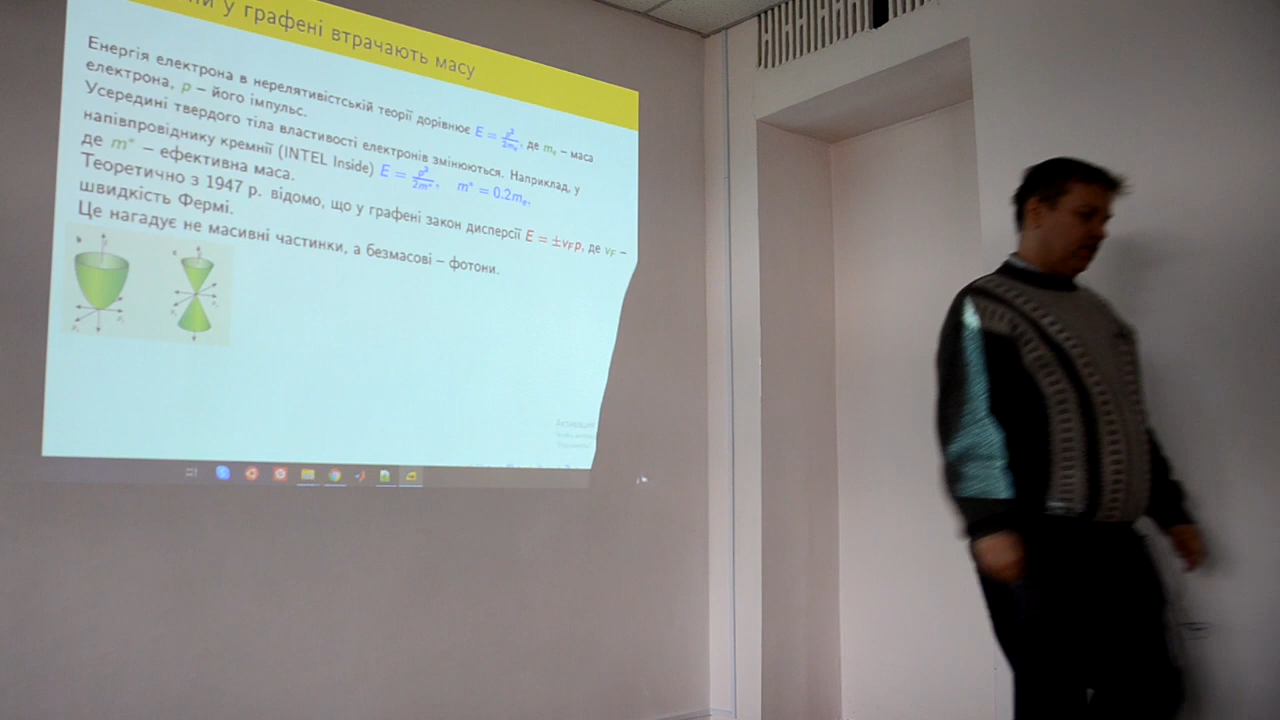 у графені втрачають масу
Енергія електрона в нерелятивістській теорії дорівнює E = p²/2mₑ, де mₑ – маса
електрона, p – його імпульс.
Усередині твердого тіла властивості електронів змінюються. Наприклад, у
напівпровіднику кремнії (INTEL Inside) E = p²/2m*, m* = 0.2mₑ,
де m* – ефективна маса.
Теоретично з 1947 р. відомо, що у графені закон дисперсії E = ±v_F p, де v_F –
швидкість Фермі.
Це нагадує не масивні частинки, а безмасові – фотони.